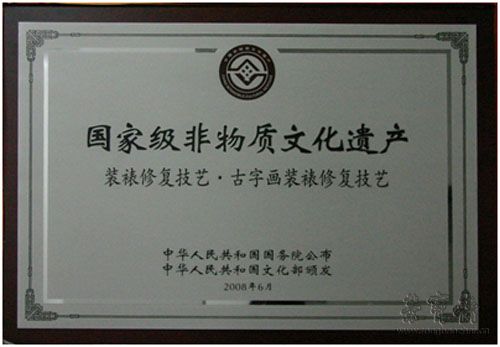 国家级非物质文化遗产
装裱修复技艺·古字画装裱修复技艺
中华人民共和国国务院公布
中华人民共和国文化部颁发
2008年6月